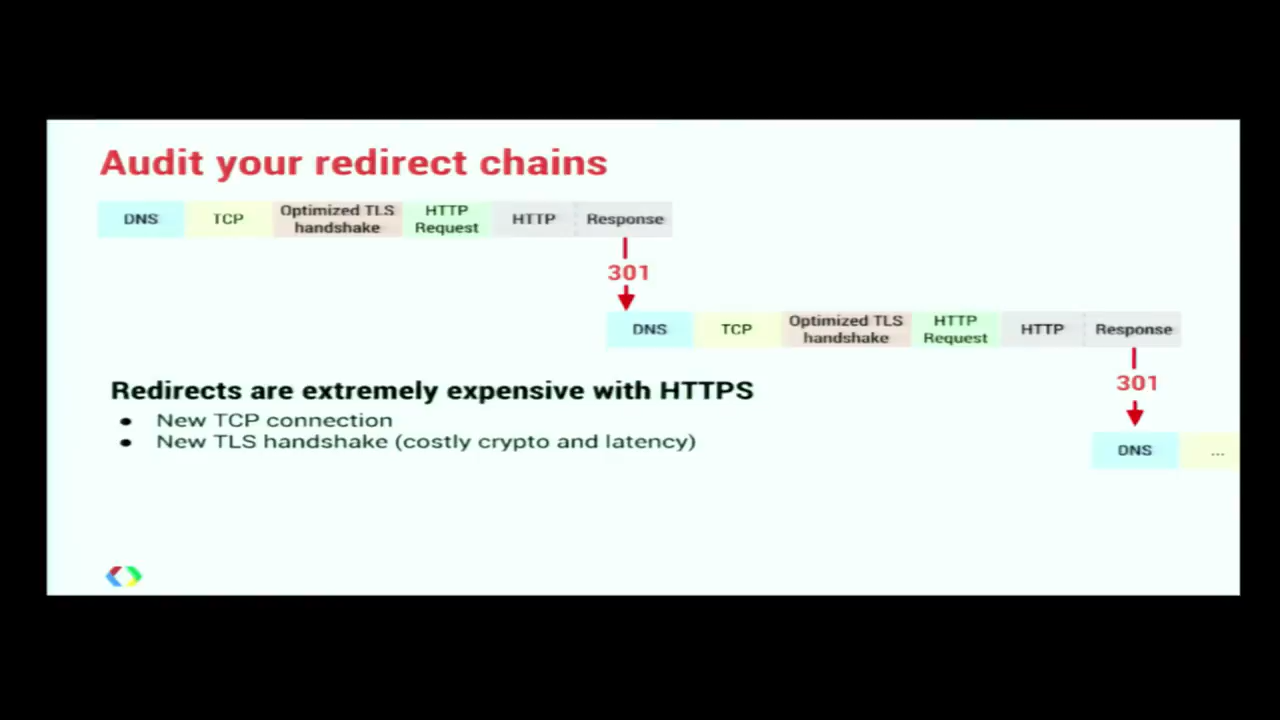 Audit your redirect chains
DNS
TCP
Optimized TLS
handshake
HTTP
Request
HTTP
Response
301
DNS
TCP
Optimized TLS
handshake
HTTP
Request
HTTP
Response
301
DNS
...
Redirects are extremely expensive with HTTPS
● New TCP connection
● New TLS handshake (costly crypto and latency)